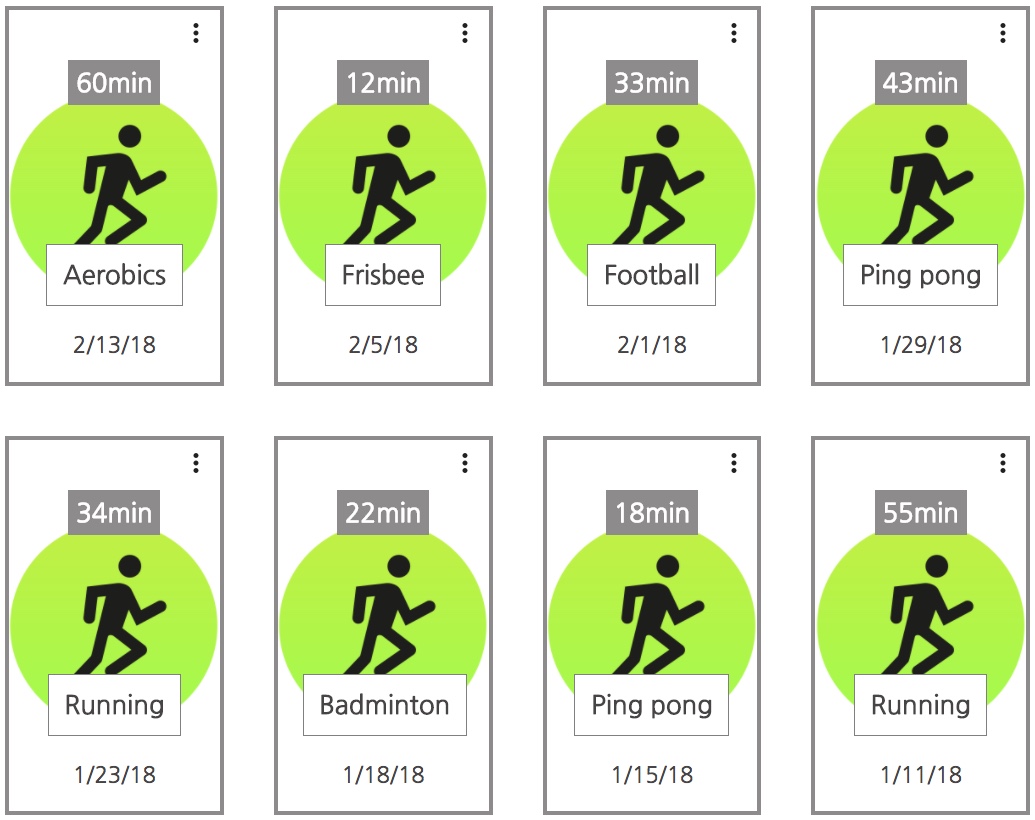 60min
Aerobics
2/13/18
12min
Frisbee
2/5/18
33min
Football
2/1/18
43min
Ping pong
1/29/18
34min
Running
1/23/18
22min
Badminton
1/18/18
18min
Ping pong
1/15/18
55min
Running
1/11/18